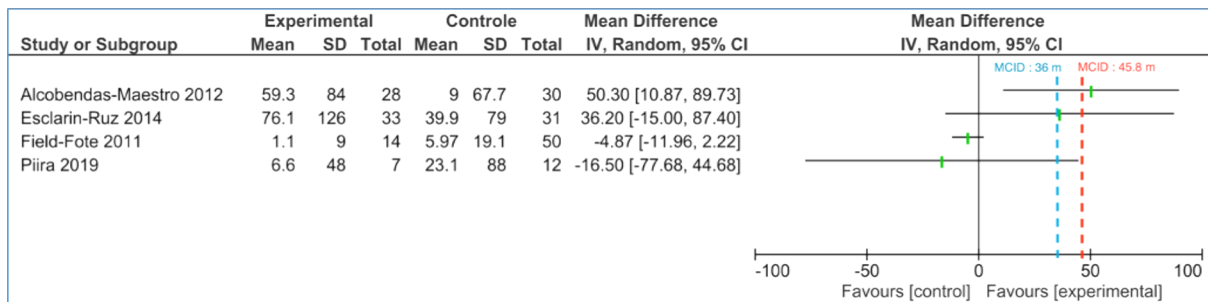 Experimental Controle Mean Difference Mean Difference
Study or Subgroup Mean SD Total Mean SD Total IV, Random, 95% CI IV, Random, 95% CI
MCID : 36 m MCID : 45.8 m
Alcobendas-Maestro 2012 59.3 84 28 9 67.7 30 50.30 [10.87, 89.73]
Esclarin-Ruz 2014 76.1 126 33 39.9 79 31 36.20 [-15.00, 87.40]
Field-Fote 2011 1.1 9 14 5.97 19.1 50 -4.87 [-11.96, 2.22]
Piira 2019 6.6 48 7 23.1 88 12 -16.50 [-77.68, 44.68]
-100 -50 0 50 100
Favours [control] Favours [experimental]